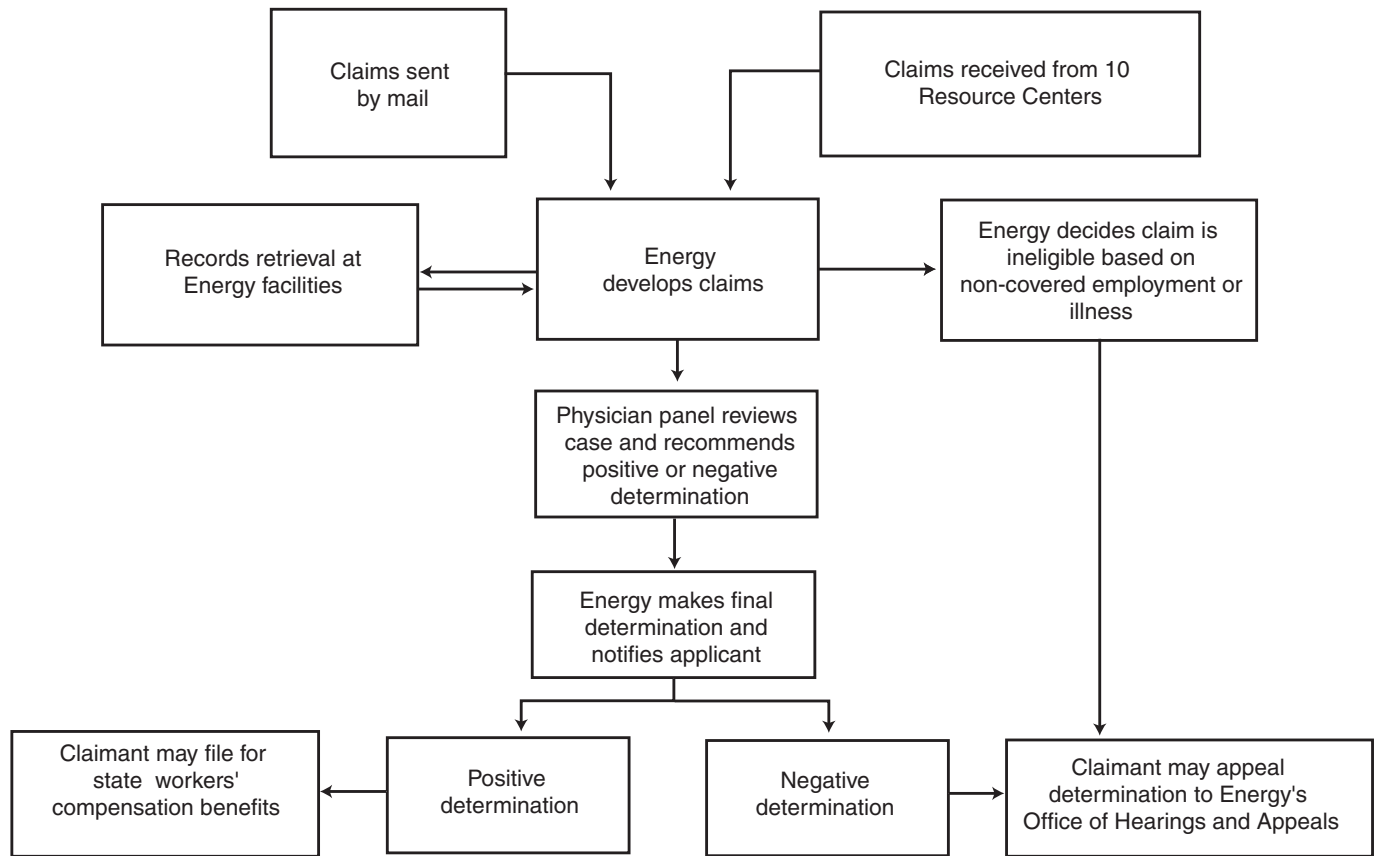 Claims sent
by mail
Claims received from 10
Resource Centers
Records retrieval at
Energy facilities
Energy
develops claims
Energy decides claim is
ineligible based on
non-covered employment or
illness
Physician panel reviews
case and recommends
positive or negative
determination
Energy makes final
determination and
notifies applicant
Claimant may file for
state workers'
compensation benefits
Positive
determination
Negative
determination
Claimant may appeal
determination to Energy's
Office of Hearings and Appeals